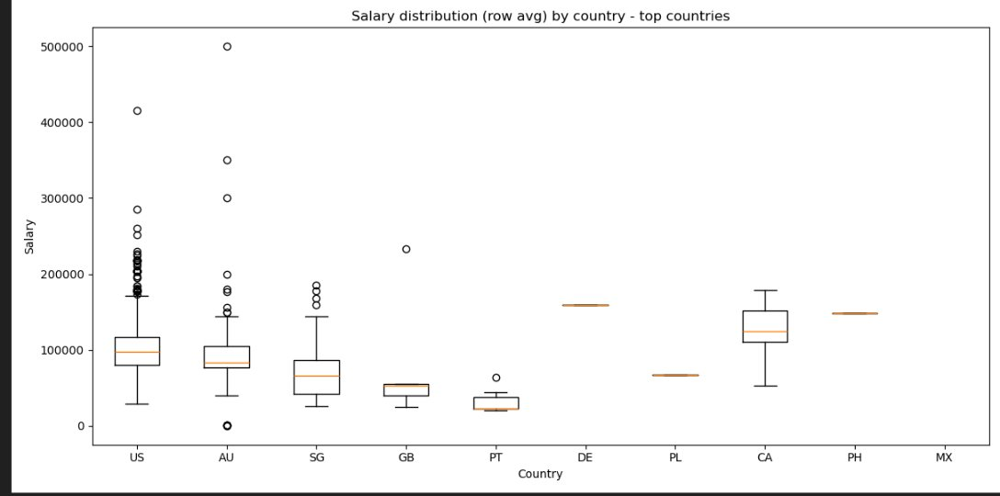 Salary distribution (row avg) by country - top countries
500000
400000
300000
200000
100000
0
Salary
US AU SG GB PT DE PL CA PH MX
Country